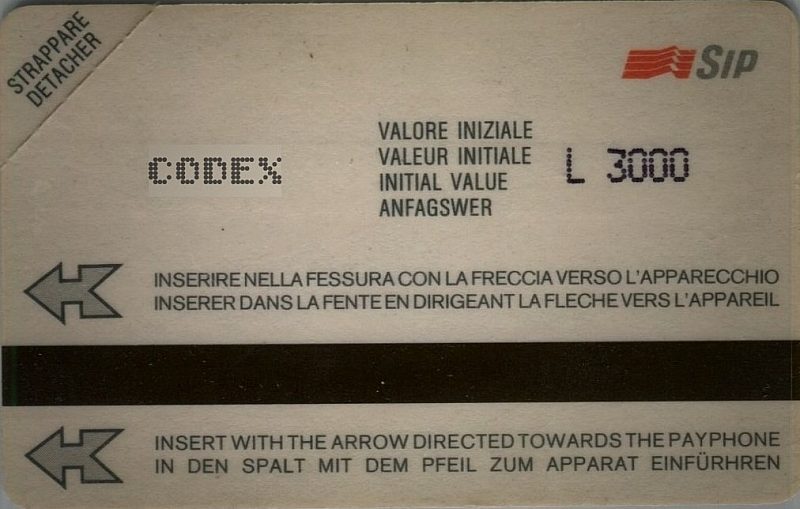 STRAPPARE
DETACHER
SIP
VALORE INIZIALE
VALEUR INITIALE
INITIAL VALUE
ANFAGSWER
CODEX
L 3000
INSERIRE NELLA FESSURA CON LA FRECCIA VERSO L'APPARECCHIO
INSERER DANS LA FENTE EN DIRIGEANT LA FLECHE VERS L'APPAREIL
INSERT WITH THE ARROW DIRECTED TOWARDS THE PAYPHONE
IN DEN SPALT MIT DEM PFEIL ZUM APPARAT EINFÜRHREN